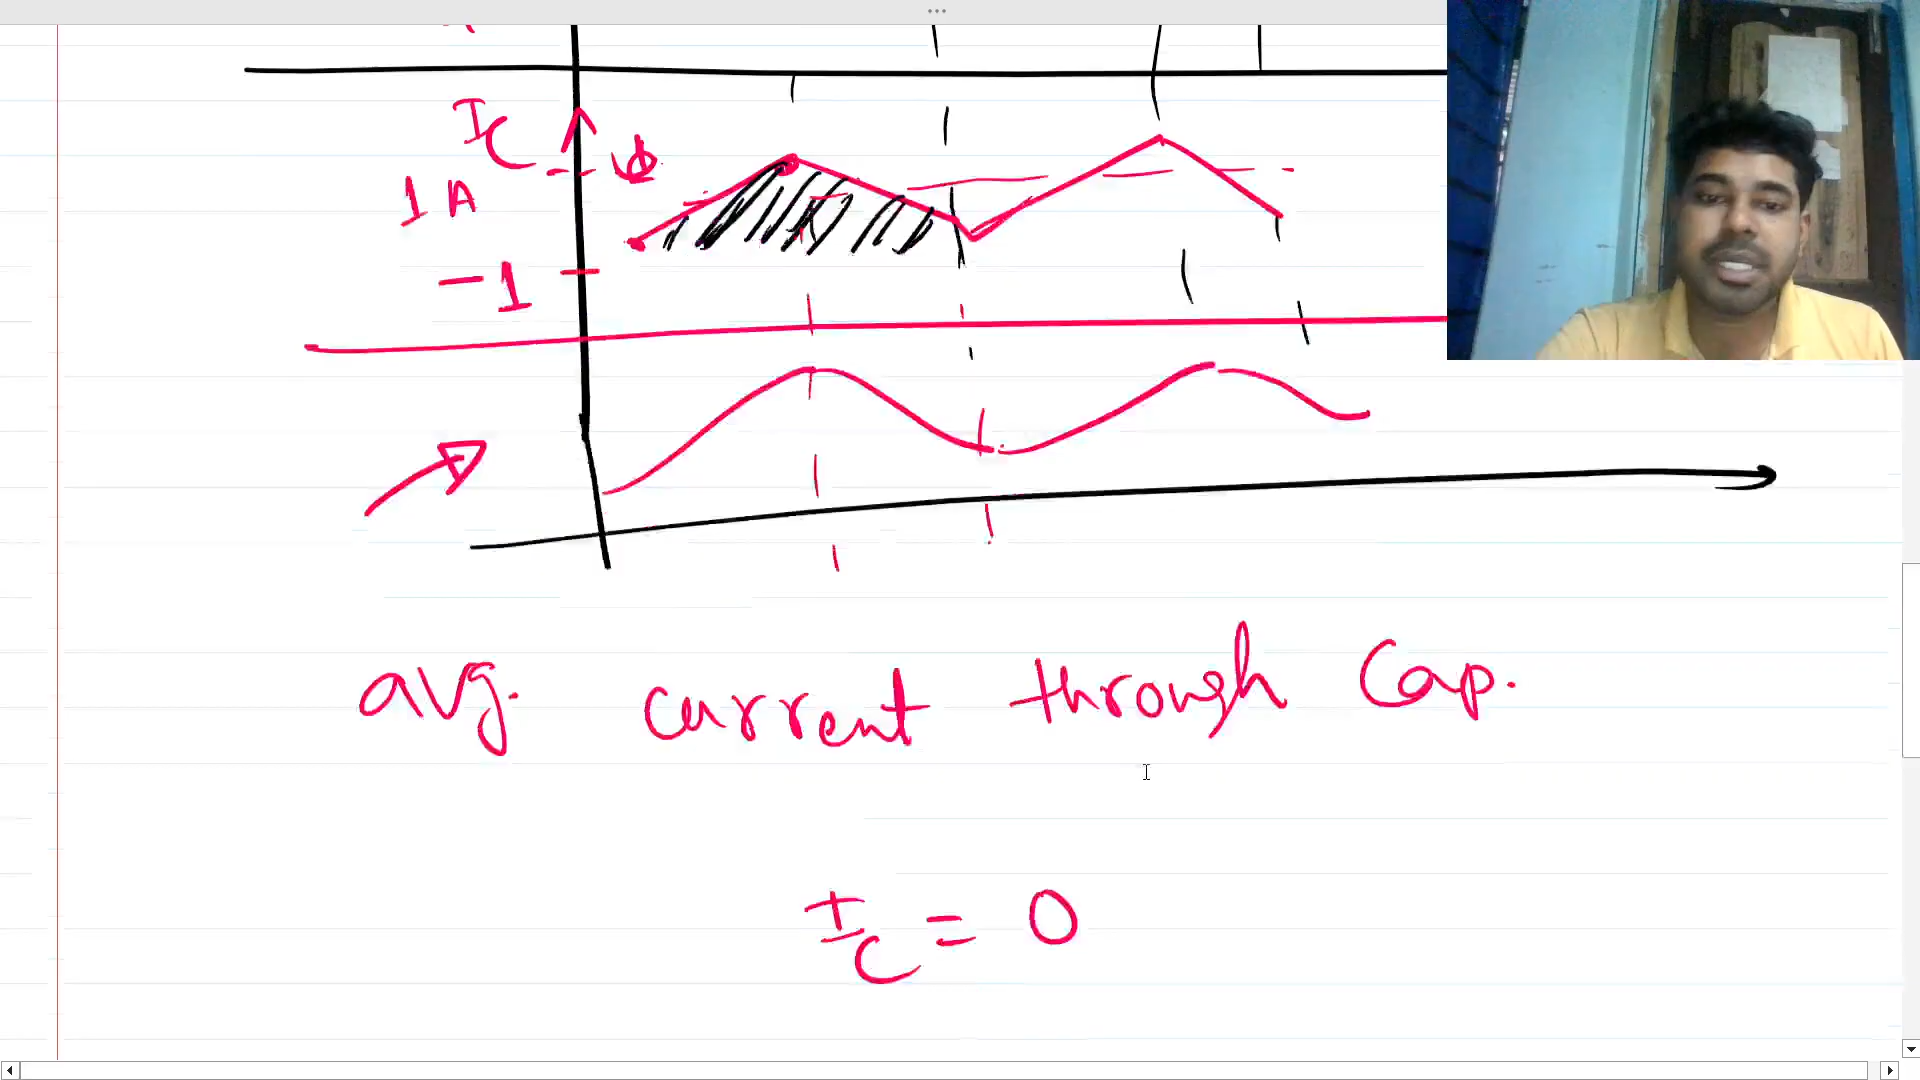 I_C
1 A
-1
avg. current through Cap.
I_C = 0